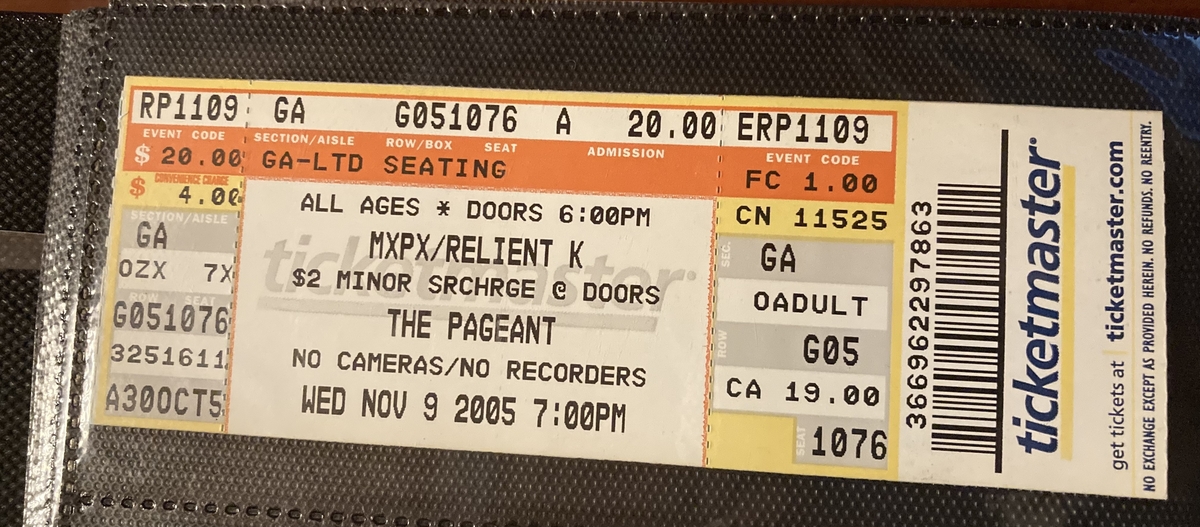 RP1109 GA G051076 A 20.00 ERP1109
EVENT CODE SECTION/AISLE ROW/BOX SEAT ADMISSION EVENT CODE
$ 20.00 GA-LTD SEATING FC 1.00
CONVENIENCE CHARGE
$ 4.00 ALL AGES * DOORS 6:00PM CN 11525
SECTION/AISLE
GA MXPX/RELIENT K SEC. GA
OZX 7X $2 MINOR SRCHRGE @ DOORS OADULT
ROW SEAT
G051076 THE PAGEANT ROW G05
3251611 NO CAMERAS/NO RECORDERS CA 19.00
A30OCT5 WED NOV 9 2005 7:00PM SEAT 1076
ticketmaster
366962297863
ticketmaster
get tickets at ticketmaster.com
NO EXCHANGE EXCEPT AS PROVIDED HEREIN. NO REFUNDS. NO REENTRY.